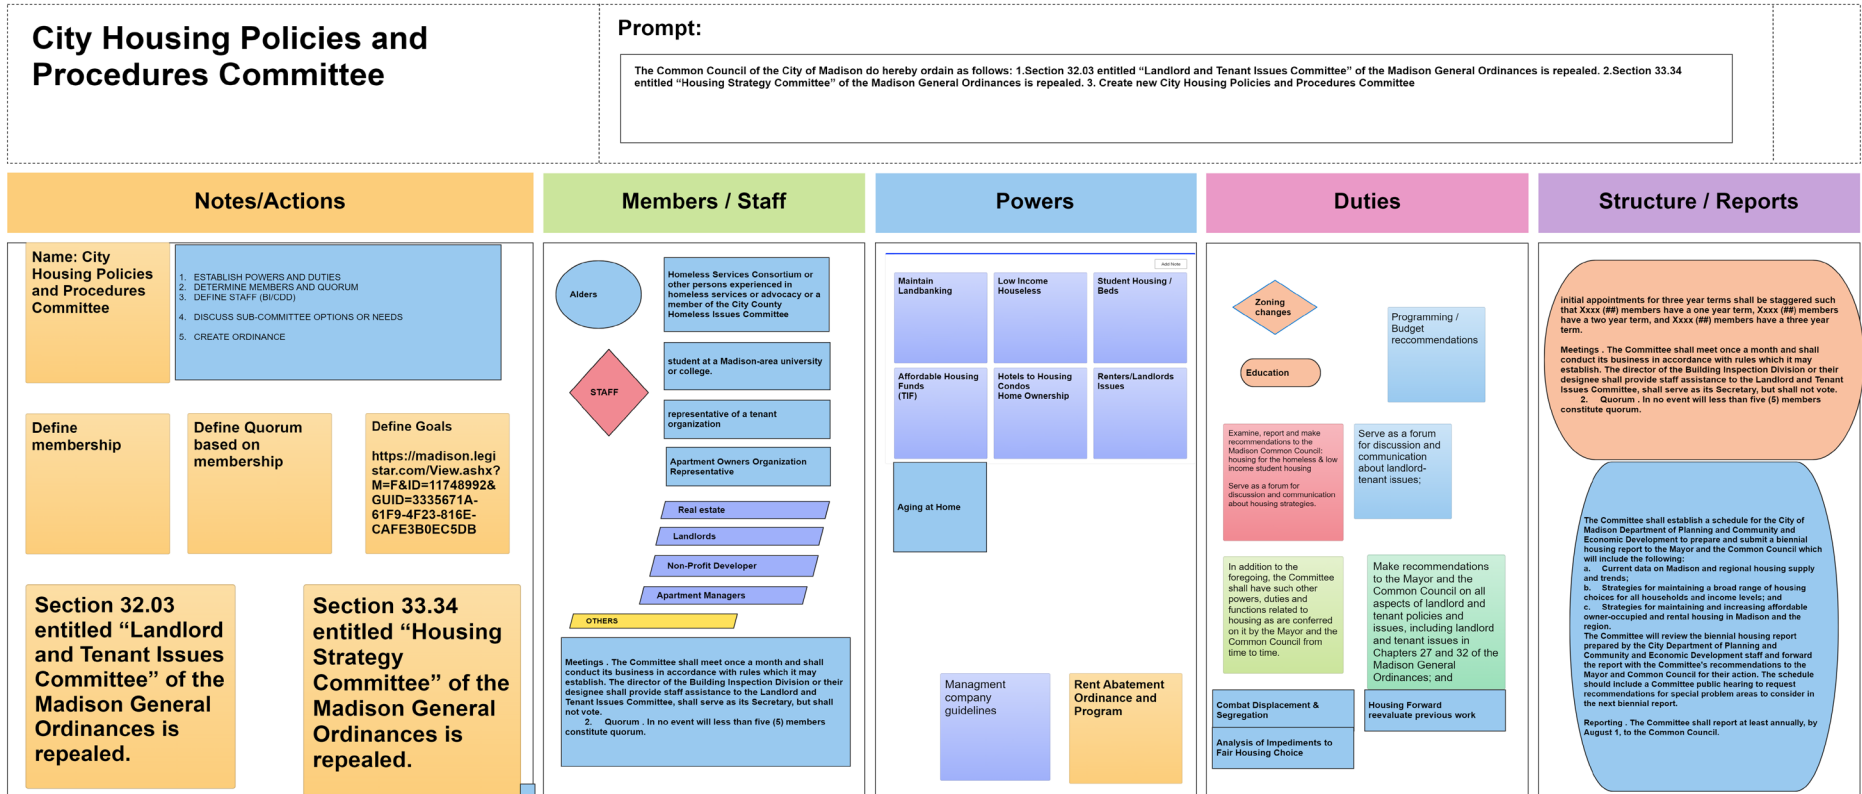 City Housing Policies and
Procedures Committee
Prompt:
The Common Council of the City of Madison do hereby ordain as follows: 1.Section 32.03 entitled “Landlord and Tenant Issues Committee” of the Madison General Ordinances is repealed. 2.Section 33.34
entitled “Housing Strategy Committee” of the Madison General Ordinances is repealed. 3. Create new City Housing Policies and Procedures Committee
Notes/Actions
Name: City
Housing Policies
and Procedures
Committee
1. ESTABLISH POWERS AND DUTIES
2. DETERMINE MEMBERS AND QUORUM
3. DEFINE STAFF (BI/CDD)
4. DISCUSS SUB-COMMITTEE OPTIONS OR NEEDS
5. CREATE ORDINANCE
Define
membership
Define Quorum
based on
membership
Define Goals
https://madison.legi
star.com/View.ashx?
M=F&ID=11748992&
GUID=3335671A-
61F9-4F23-816E-
CAFE3B0EC5DB
Section 32.03
entitled “Landlord
and Tenant Issues
Committee” of the
Madison General
Ordinances is
repealed.
Section 33.34
entitled “Housing
Strategy
Committee” of the
Madison General
Ordinances is
repealed.
Members / Staff
Alders
STAFF
Homeless Services Consortium or
other persons experienced in
homeless services or advocacy or a
member of the City County
Homeless Issues Committee
student at a Madison-area university
or college.
representative of a tenant
organization
Apartment Owners Organization
Representative
Real estate
Landlords
Non-Profit Developer
Apartment Managers
OTHERS
Meetings . The Committee shall meet once a month and shall
conduct its business in accordance with rules which it may
establish. The director of the Building Inspection Division or their
designee shall provide staff assistance to the Landlord and
Tenant Issues Committee, shall serve as its Secretary, but shall
not vote.
2. Quorum . In no event will less than five (5) members
constitute quorum.
Powers
Add Note
Maintain
Landbanking
Low Income
Houseless
Student Housing /
Beds
Affordable Housing
Funds
(TIF)
Hotels to Housing
Condos
Home Ownership
Renters/Landlords
Issues
Aging at Home
Managment
company
guidelines
Rent Abatement
Ordinance and
Program
Duties
Zoning
changes
Education
Programming /
Budget
reccommendations
Examine, report and make
recommendations to the
Madison Common Council:
housing for the homeless & low
income student housing
Serve as a forum for
discussion and communication
about housing strategies.
Serve as a forum
for discussion and
communication
about landlord-
tenant issues;
In addition to the
foregoing, the Committee
shall have such other
powers, duties and
functions related to
housing as are conferred
on it by the Mayor and the
Common Council from
time to time.
Make recommendations
to the Mayor and the
Common Council on all
aspects of landlord and
tenant policies and
issues, including landlord
and tenant issues in
Chapters 27 and 32 of the
Madison General
Ordinances; and
Combat Displacement &
Segregation
Housing Forward
reevaluate previous work
Analysis of Impediments to
Fair Housing Choice
Structure / Reports
initial appointments for three year terms shall be staggered such
that Xxxx (##) members have a one year term, Xxxx (##) members
have a two year term, and Xxxx (##) members have a three year
term.
Meetings . The Committee shall meet once a month and shall
conduct its business in accordance with rules which it may
establish. The director of the Building Inspection Division or their
designee shall provide staff assistance to the Landlord and Tenant
Issues Committee, shall serve as its Secretary, but shall not vote.
2. Quorum . In no event will less than five (5) members
constitute quorum.
The Committee shall establish a schedule for the City of
Madison Department of Planning and Community and
Economic Development to prepare and submit a biennial
housing report to the Mayor and the Common Council which
will include the following:
a. Current data on Madison and regional housing supply
and trends;
b. Strategies for maintaining a broad range of housing
choices for all households and income levels; and
c. Strategies for maintaining and increasing affordable
owner-occupied and rental housing in Madison and the
region.
The Committee will review the biennial housing report
prepared by the City Department of Planning and
Community and Economic Development staff and forward
the report with the Committee's recommendations to the
Mayor and Common Council for their action. The schedule
should include a Committee public hearing to request
recommendations for special problem areas to consider in
the next biennial report.
Reporting . The Committee shall report at least annually, by
August 1, to the Common Council.